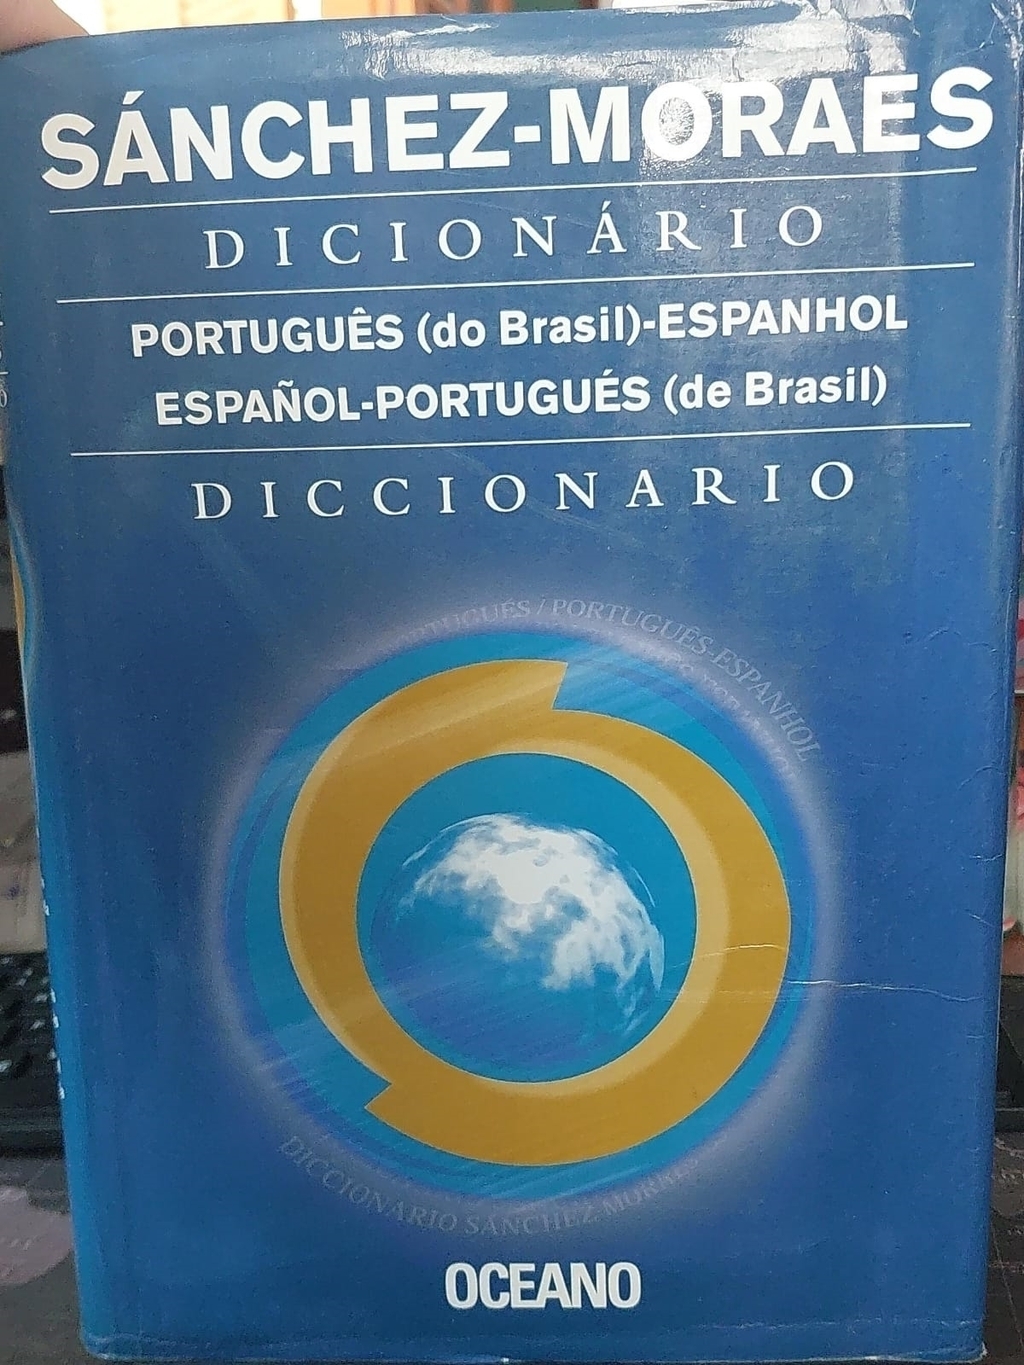 SÁNCHEZ-MORAES
DICIONÁRIO
PORTUGUÊS (do Brasil)-ESPANHOL
ESPAÑOL-PORTUGUÉS (de Brasil)
DICCIONARIO
/ PORTUGUÊS-ESPANHOL
DICCIONARIO SÁNCHEZ
OCEANO